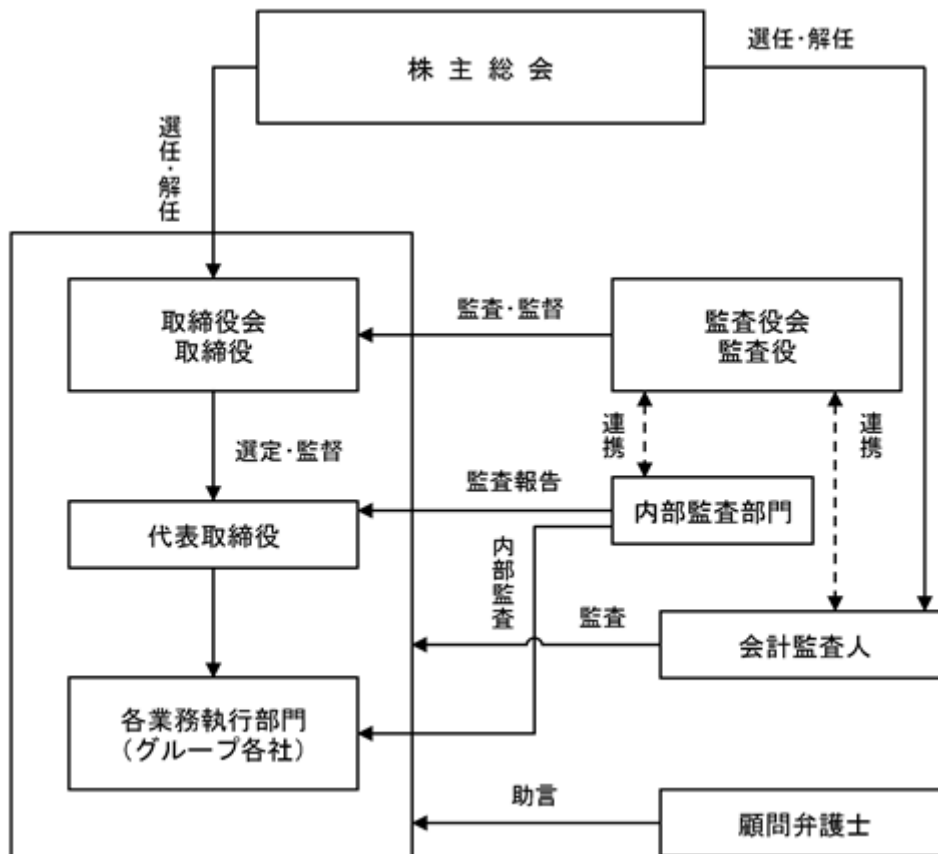 株主総会
選任・解任
選任・解任
取締役会
取締役
監査・監督
監査役会
監査役
選定・監督
連携
連携
監査報告
内部監査部門
代表取締役
内部監査
監査
会計監査人
各業務執行部門
（グループ各社）
助言
顧問弁護士